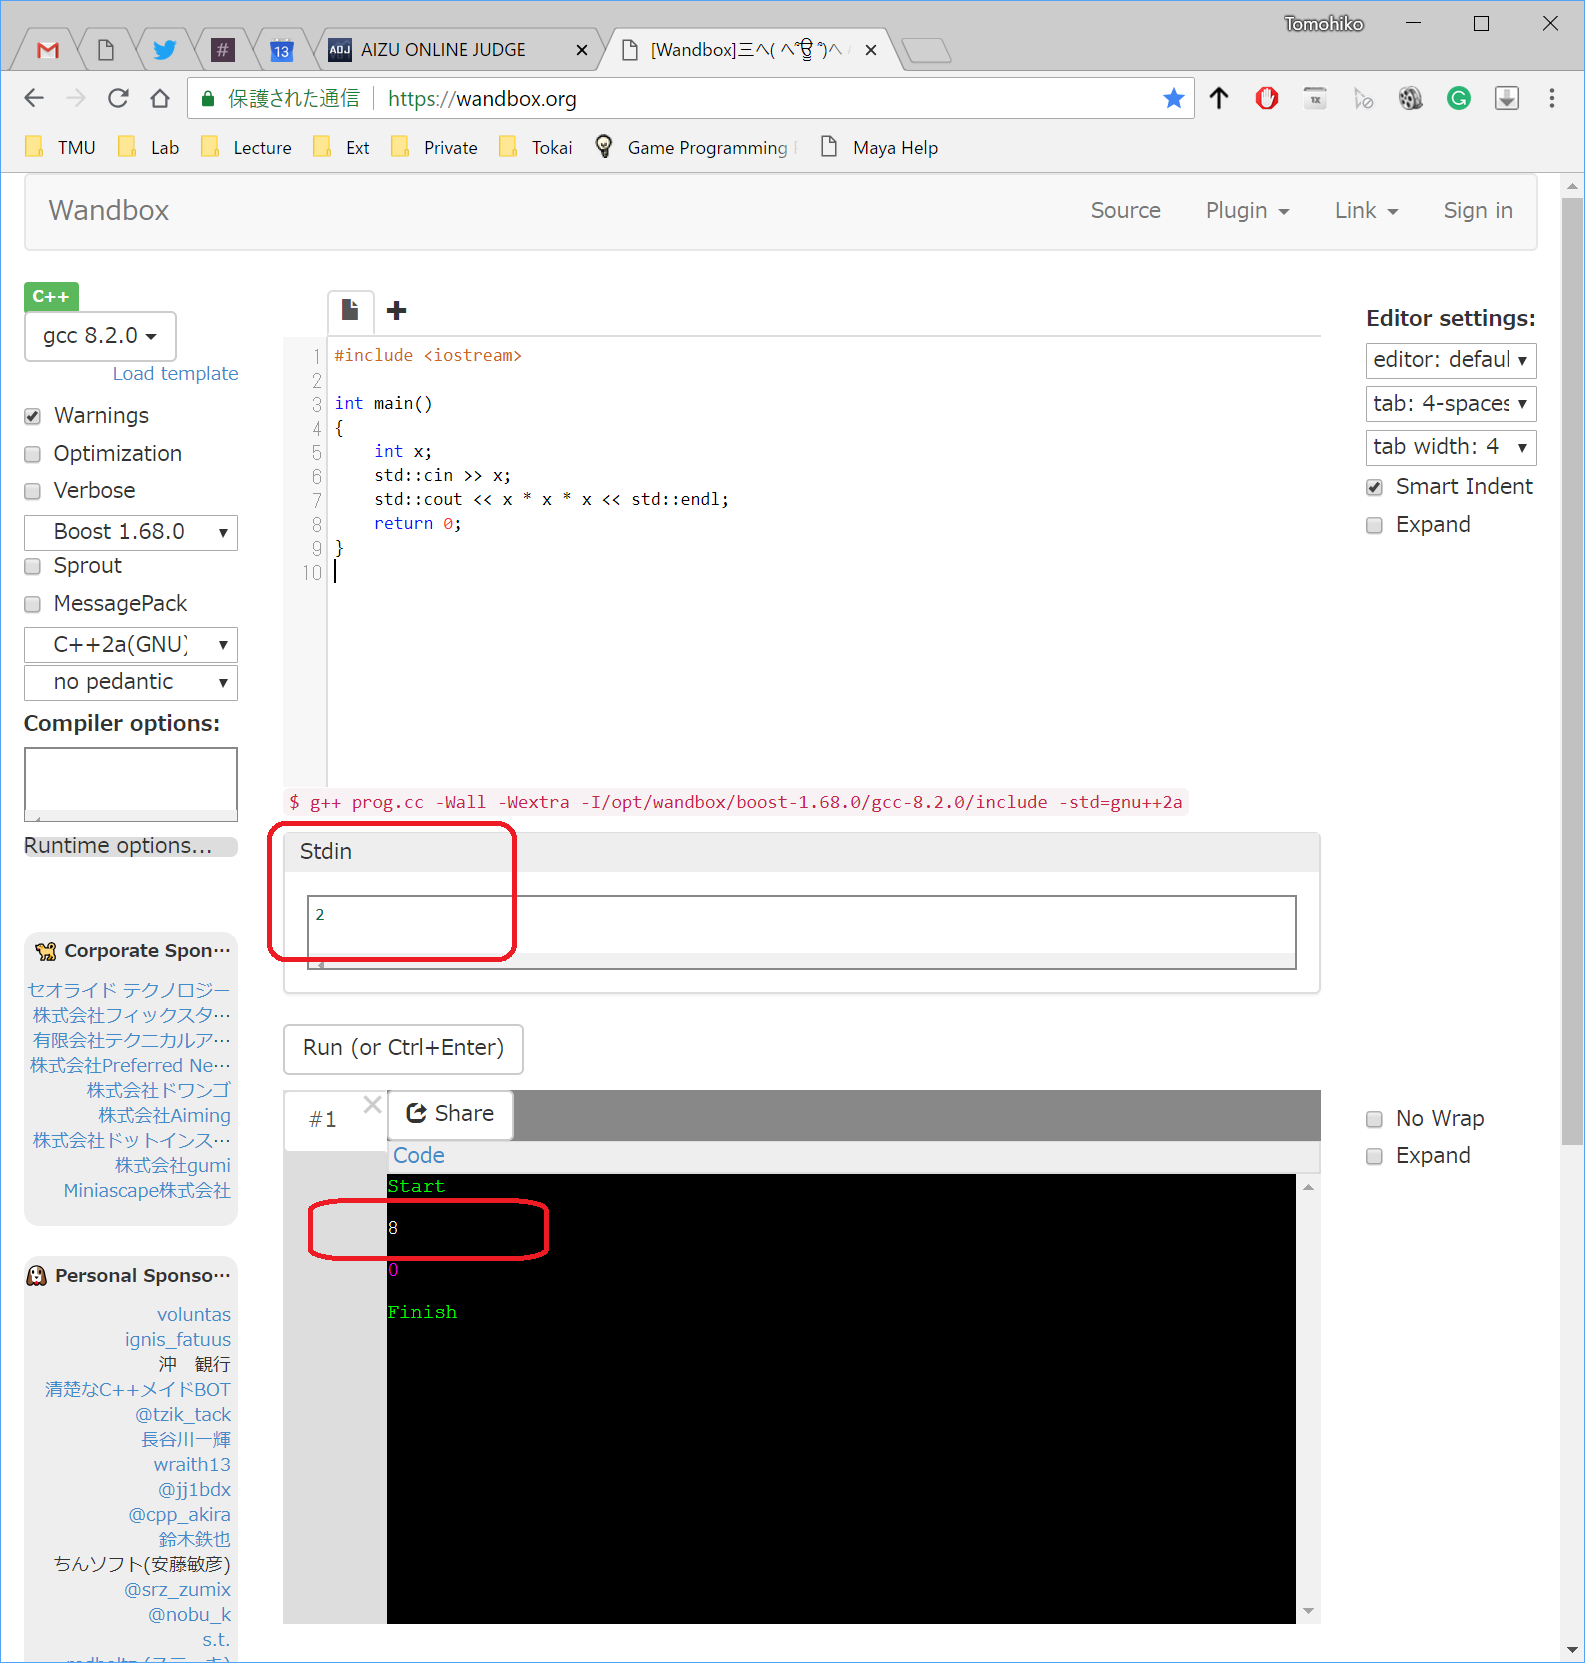 Tomohiko
13
AOJ AIZU ONLINE JUDGE
[Wandbox]三へ( へ
保護された通信 https://wandbox.org
TMU Lab Lecture Ext Private Tokai Game Programming Maya Help
Wandbox Source Plugin Link Sign in
C++
gcc 8.2.0
Load template
Warnings
Optimization
Verbose
Boost 1.68.0
Sprout
MessagePack
C++2a(GNU)
no pedantic
Compiler options:
Runtime options...
Corporate Spon…
セオライド テクノロジー
株式会社フィックスタ…
有限会社テクニカルア…
株式会社Preferred Ne…
株式会社ドワンゴ
株式会社Aiming
株式会社ドットインス…
株式会社gumi
Miniascape株式会社
Personal Sponso…
voluntas
ignis_fatuus
沖　観行
清楚なC++メイドBOT
@tzik_tack
長谷川一輝
wraith13
@jj1bdx
@cpp_akira
鈴木鉄也
ちんソフト(安藤敏彦)
@srz_zumix
@nobu_k
s.t.
1 #include <iostream>
2
3 int main()
4 {
5 int x;
6 std::cin >> x;
7 std::cout << x * x * x << std::endl;
8 return 0;
9 }
10
$ g++ prog.cc -Wall -Wextra -I/opt/wandbox/boost-1.68.0/gcc-8.2.0/include -std=gnu++2a
Stdin
2
Run (or Ctrl+Enter)
#1 Share
Code
Start
8
0
Finish
Editor settings:
editor: defaul
tab: 4-spaces
tab width: 4
Smart Indent
Expand
No Wrap
Expand